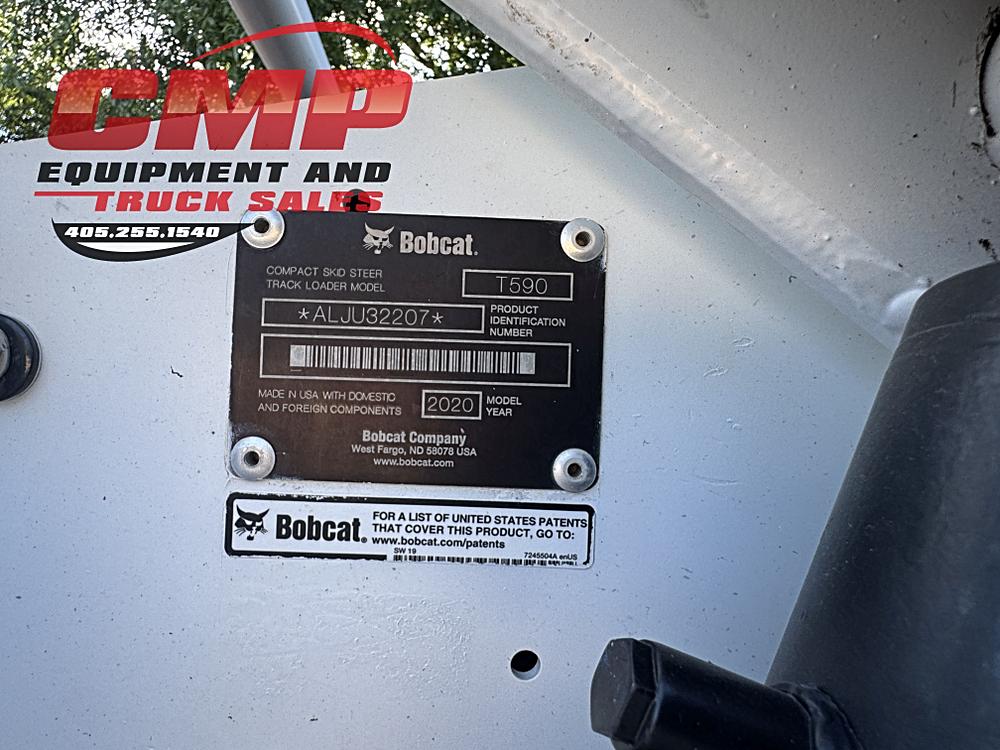 CMP
EQUIPMENT AND
TRUCK SALES
405.255.1540
Bobcat.
COMPACT SKID STEER
TRACK LOADER MODEL
T590
*ALJU32207*
PRODUCT
IDENTIFICATION
NUMBER
MADE IN USA WITH DOMESTIC
AND FOREIGN COMPONENTS
2020
MODEL
YEAR
Bobcat Company
West Fargo, ND 58078 USA
www.bobcat.com
Bobcat.
FOR A LIST OF UNITED STATES PATENTS
THAT COVER THIS PRODUCT, GO TO:
www.bobcat.com/patents
SW 19
7245504A enUS